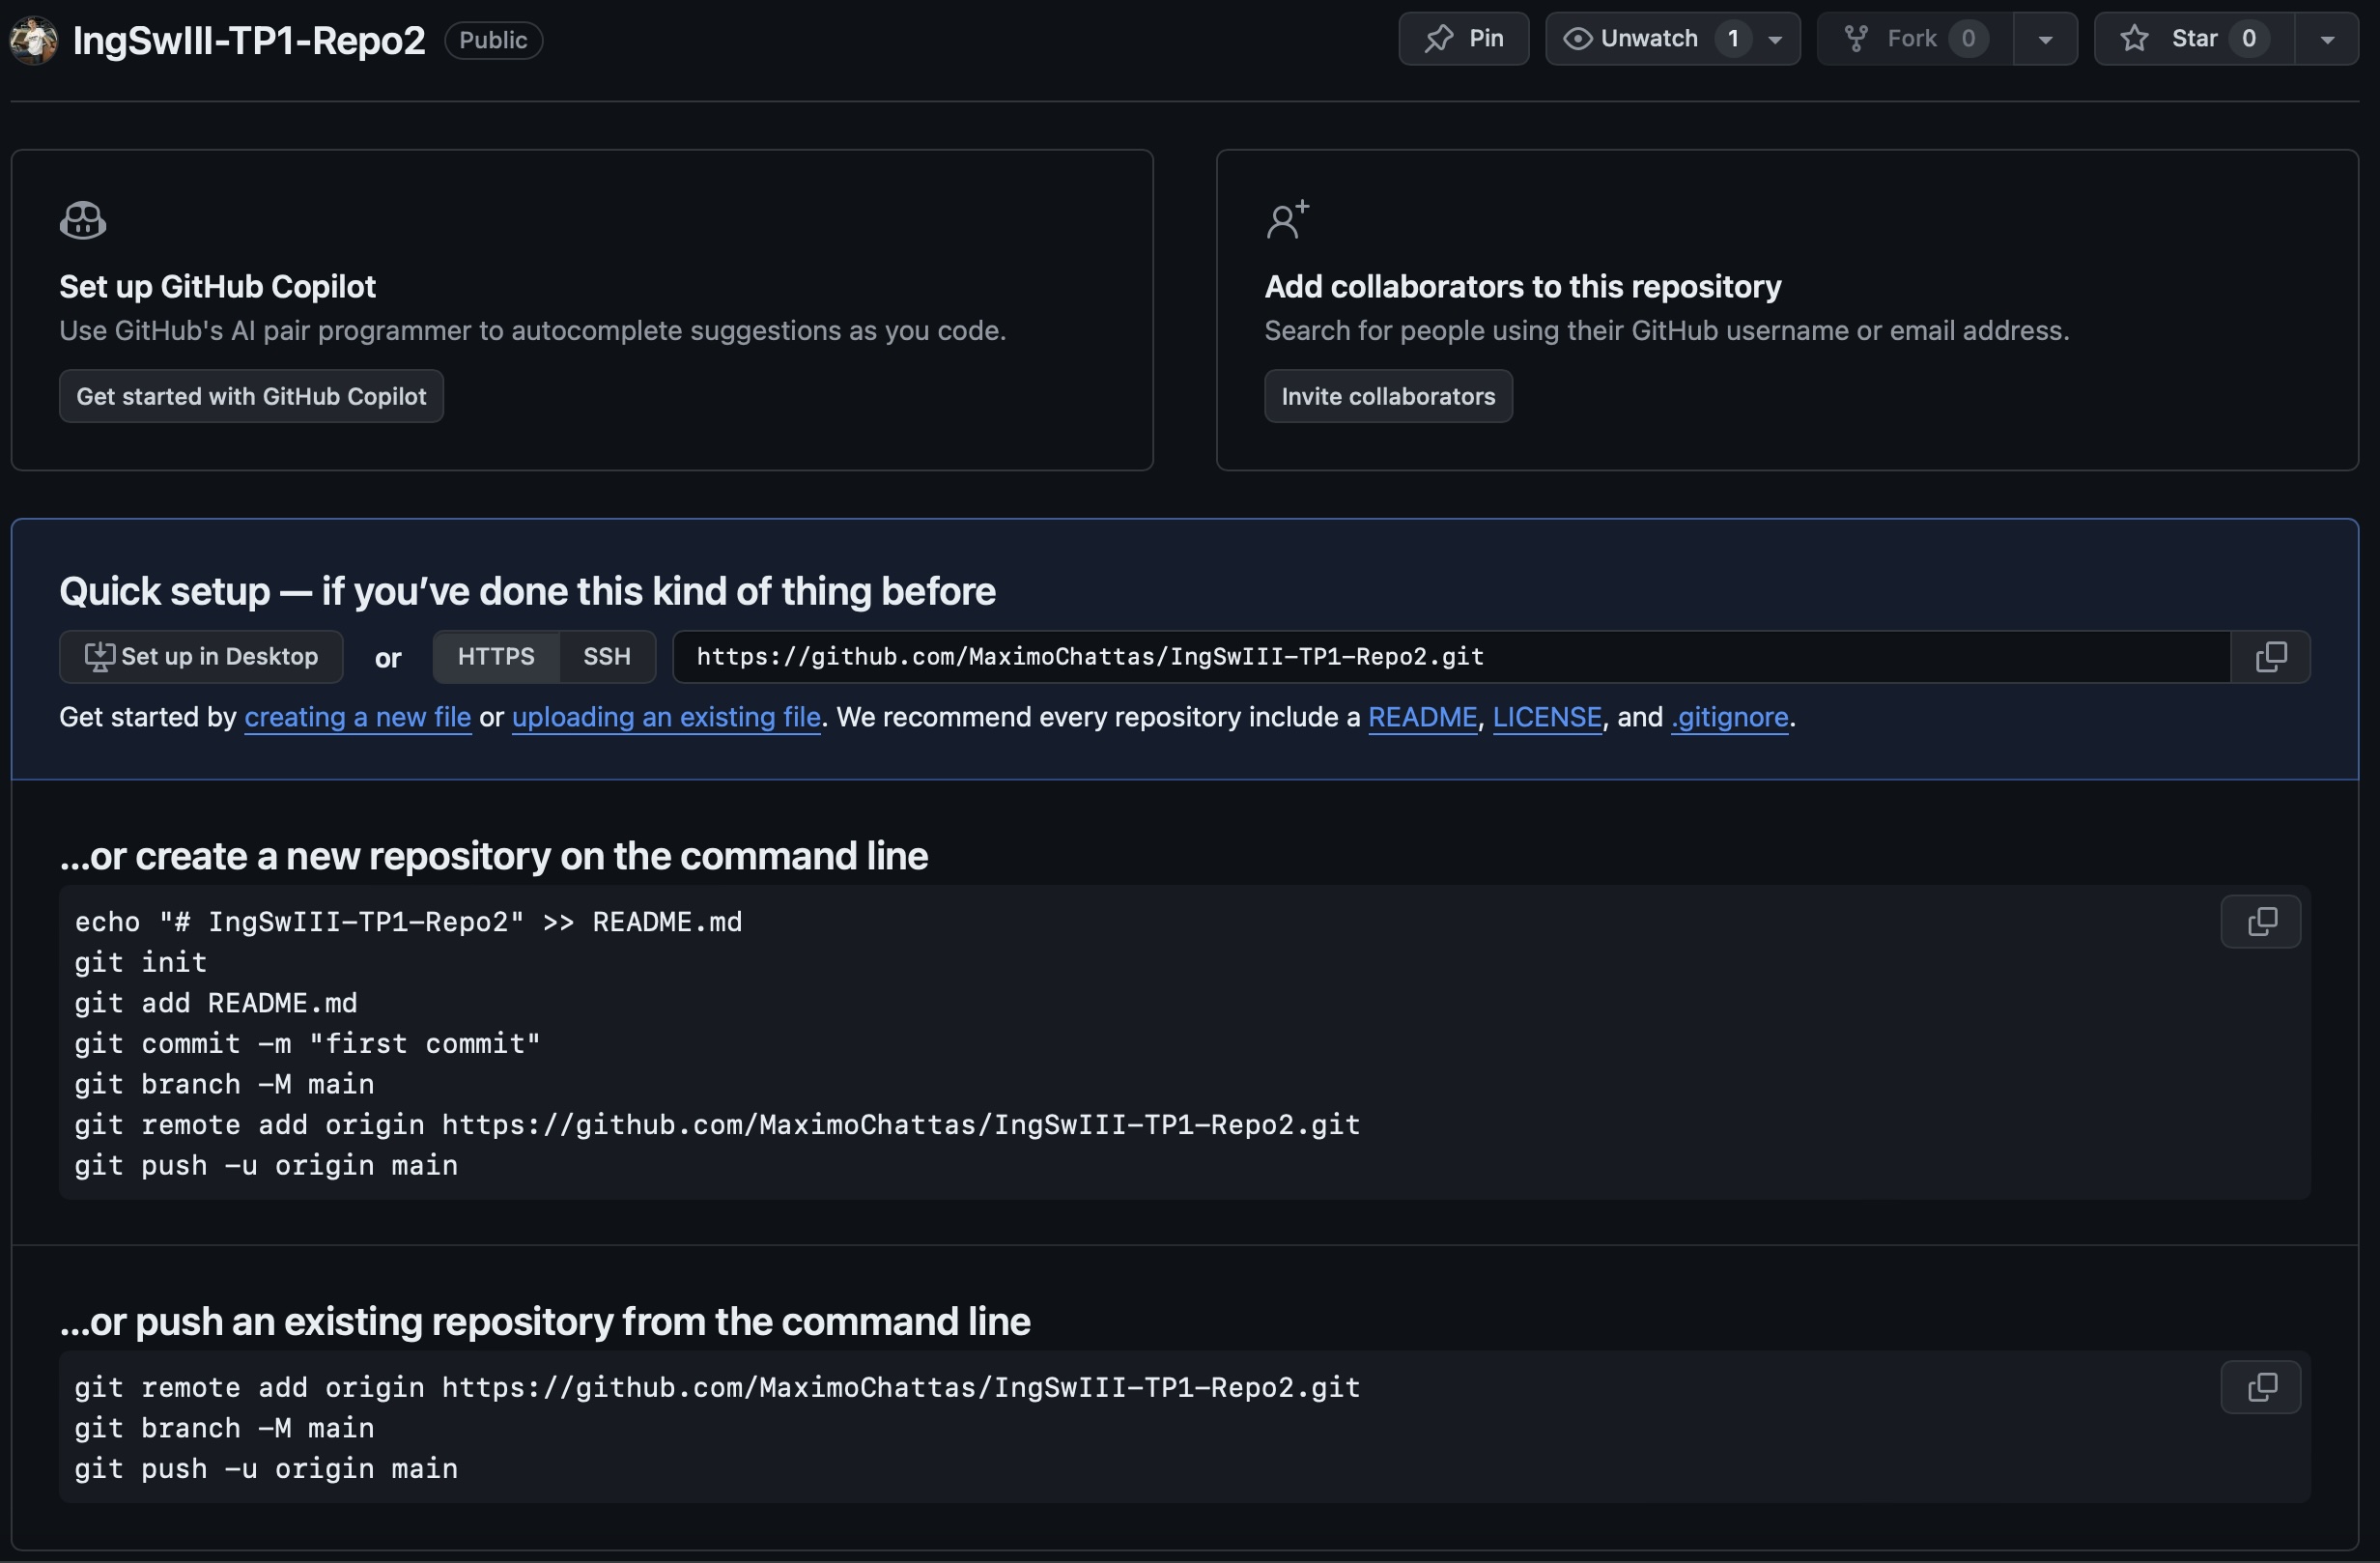 IngSwIII-TP1-Repo2 Public Pin Unwatch 1 Fork 0 Star 0
Set up GitHub Copilot
Use GitHub's AI pair programmer to autocomplete suggestions as you code.
Get started with GitHub Copilot
Add collaborators to this repository
Search for people using their GitHub username or email address.
Invite collaborators
Quick setup — if you’ve done this kind of thing before
Set up in Desktop or HTTPS SSH https://github.com/MaximoChattas/IngSwIII-TP1-Repo2.git
Get started by creating a new file or uploading an existing file. We recommend every repository include a README, LICENSE, and .gitignore.
…or create a new repository on the command line
echo "# IngSwIII-TP1-Repo2" >> README.md
git init
git add README.md
git commit -m "first commit"
git branch -M main
git remote add origin https://github.com/MaximoChattas/IngSwIII-TP1-Repo2.git
git push -u origin main
…or push an existing repository from the command line
git remote add origin https://github.com/MaximoChattas/IngSwIII-TP1-Repo2.git
git branch -M main
git push -u origin main